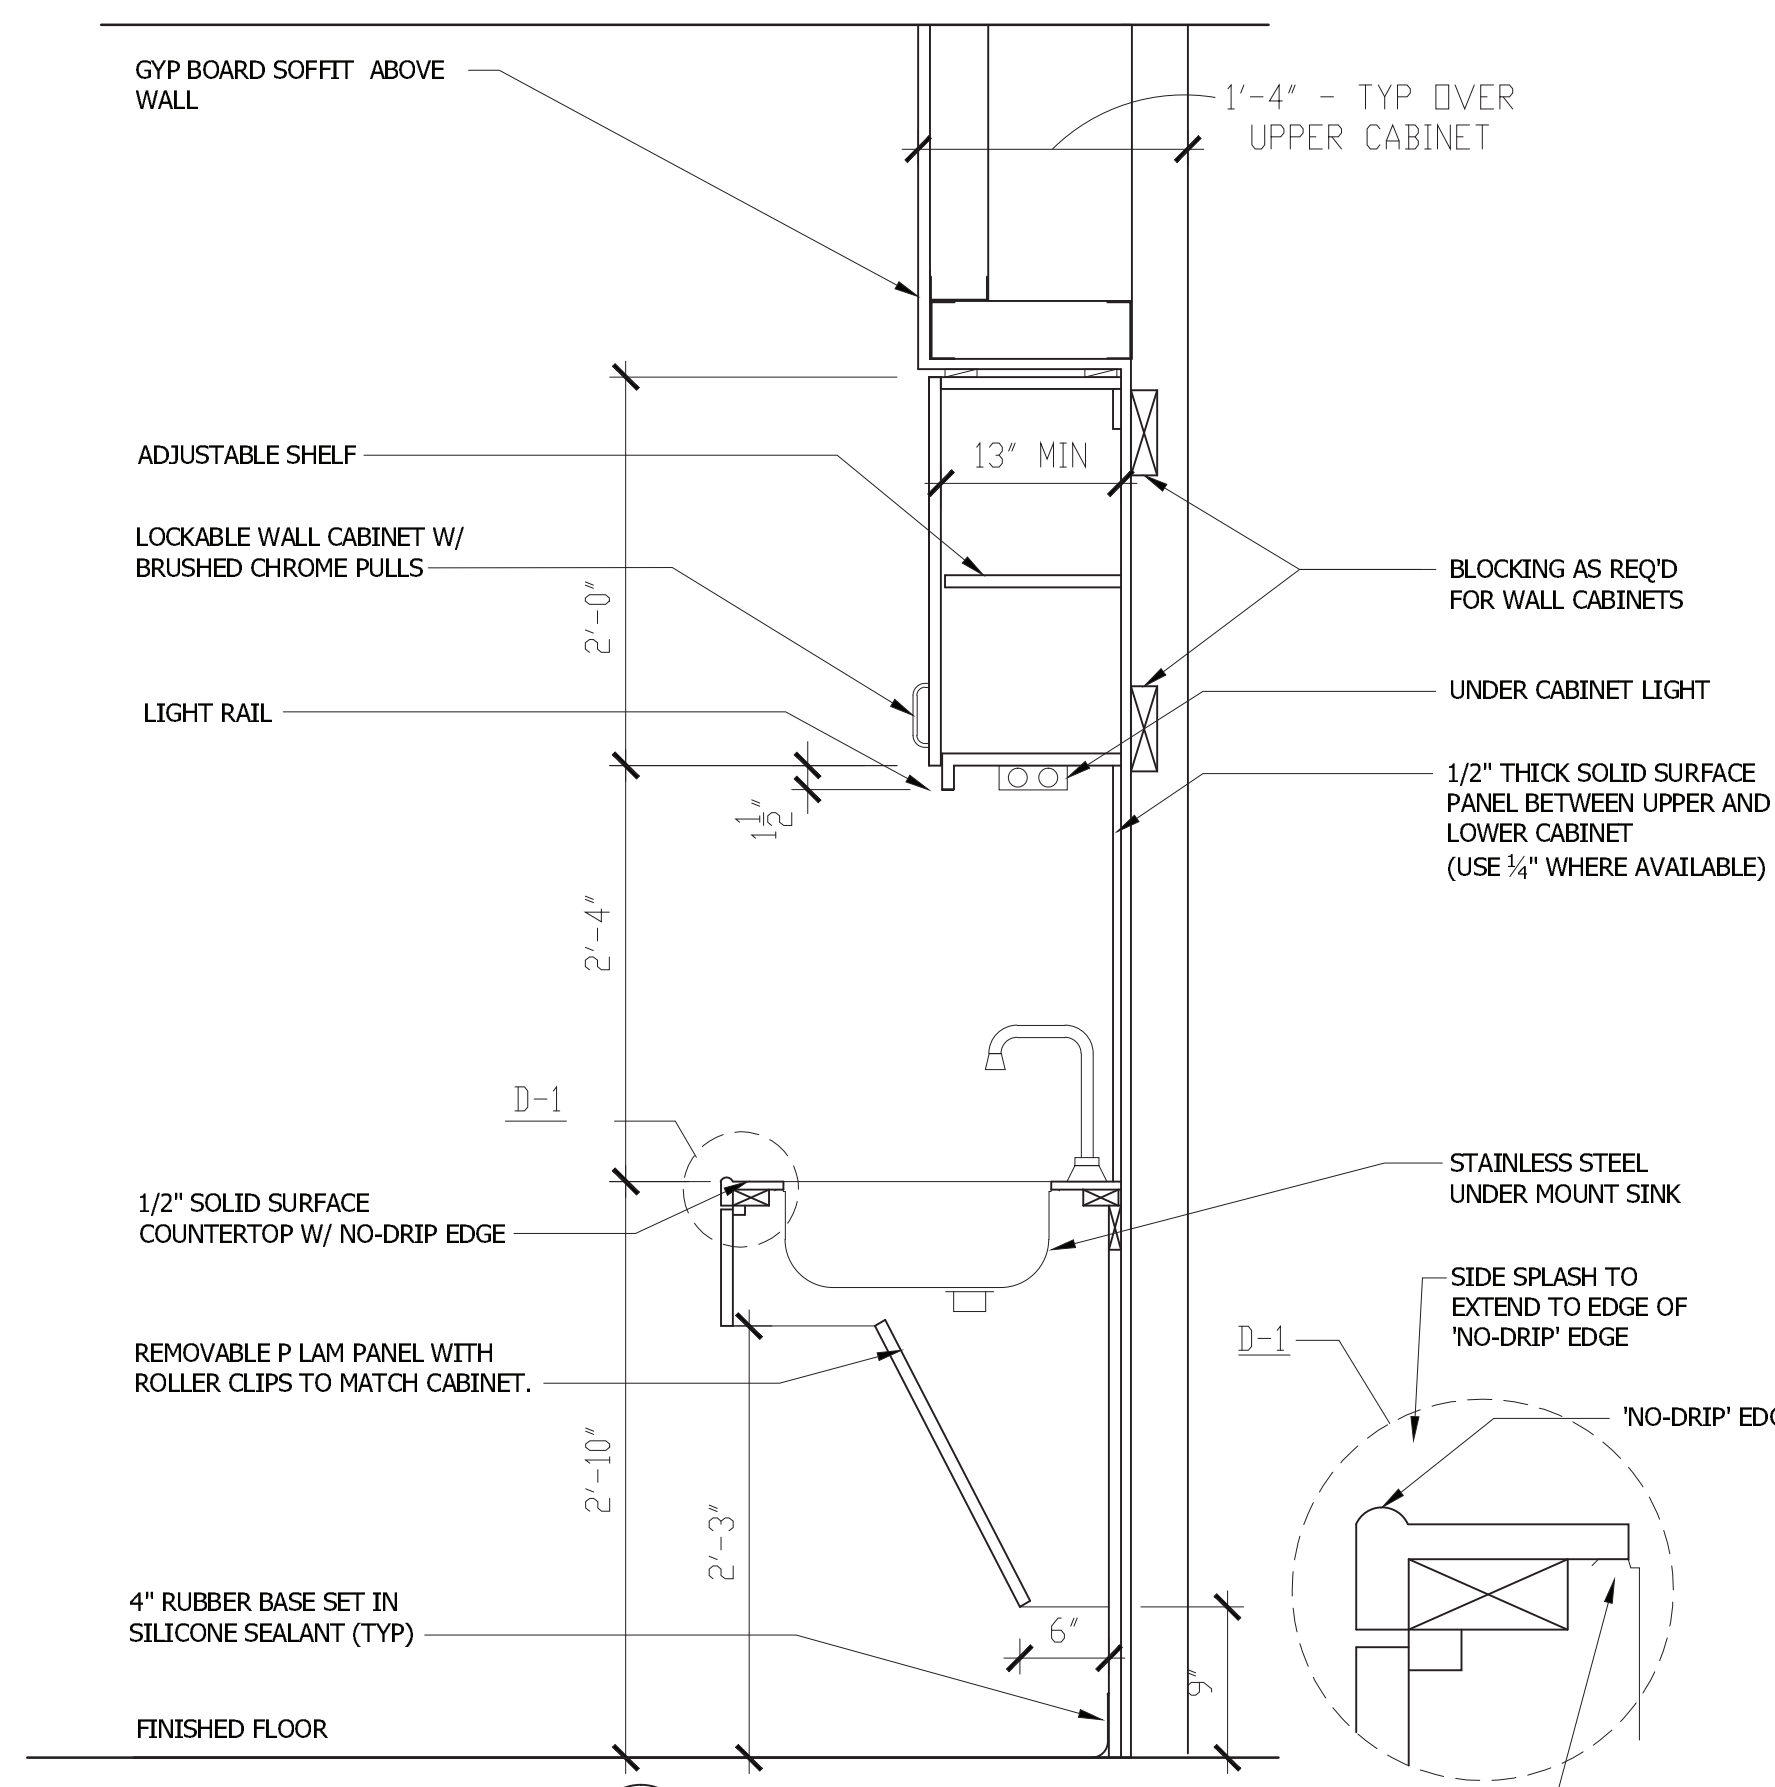 GYP BOARD SOFFIT ABOVE
WALL
1'-4" - TYP OVER
UPPER CABINET
ADJUSTABLE SHELF
13" MIN
LOCKABLE WALL CABINET W/
BRUSHED CHROME PULLS
2'-0"
BLOCKING AS REQ'D
FOR WALL CABINETS
LIGHT RAIL
UNDER CABINET LIGHT
1 1/2"
1/2" THICK SOLID SURFACE
PANEL BETWEEN UPPER AND
LOWER CABINET
(USE ¼" WHERE AVAILABLE)
2'-4"
D-1
STAINLESS STEEL
UNDER MOUNT SINK
1/2" SOLID SURFACE
COUNTERTOP W/ NO-DRIP EDGE
SIDE SPLASH TO
EXTEND TO EDGE OF
'NO-DRIP' EDGE
D-1
REMOVABLE P LAM PANEL WITH
ROLLER CLIPS TO MATCH CABINET.
'NO-DRIP'
2'-10"
2'-3"
4" RUBBER BASE SET IN
SILICONE SEALANT (TYP)
6"
9"
FINISHED FLOOR